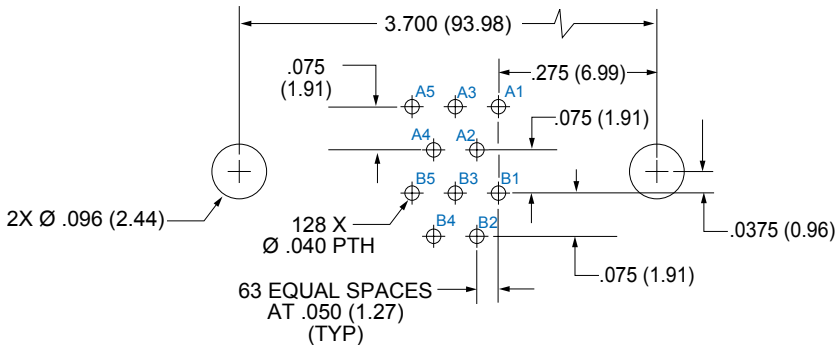 3.700 (93.98)
.075
(1.91)
.275 (6.99)
A5 A3 A1
A4 A2
.075 (1.91)
B5 B3 B1
2X Ø .096 (2.44)
128 X
Ø .040 PTH
B4 B2
.0375 (0.96)
.075 (1.91)
63 EQUAL SPACES
AT .050 (1.27)
(TYP)